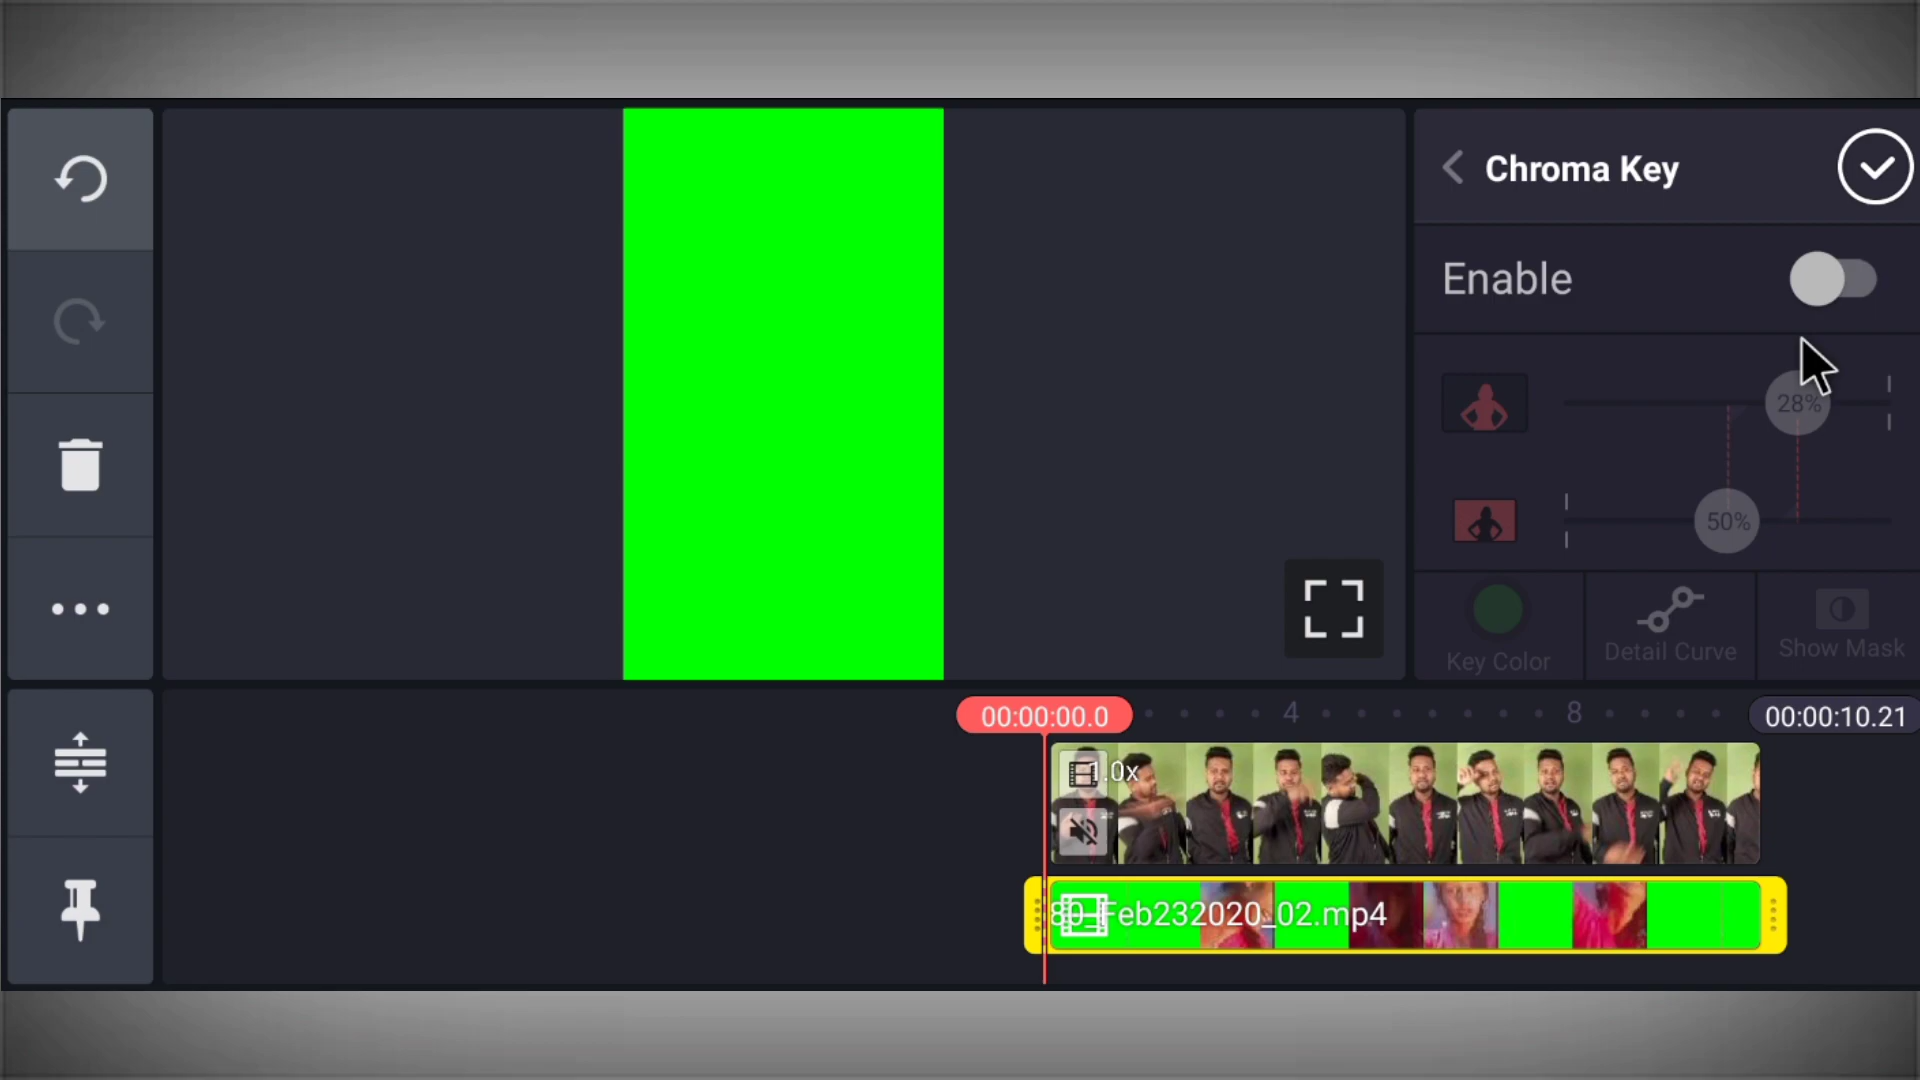 Chroma Key
Enable
28%
50%
Key Color
Detail Curve
Show Mask
00:00:00.0
4
8
00:00:10.21
1.0x
80_Feb232020_02.mp4